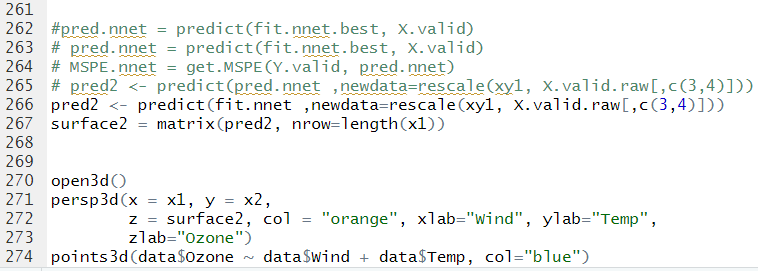 261
262 #pred.nnet = predict(fit.nnet.best, X.valid)
263 # pred.nnet = predict(fit.nnet.best, X.valid)
264 # MSPE.nnet = get.MSPE(Y.valid, pred.nnet)
265 # pred2 <- predict(pred.nnet ,newdata=rescale(xy1, X.valid.raw[,c(3,4)]))
266 pred2 <- predict(fit.nnet ,newdata=rescale(xy1, X.valid.raw[,c(3,4)]))
267 surface2 = matrix(pred2, nrow=length(x1))
268
269
270 open3d()
271 persp3d(x = x1, y = x2,
272         z = surface2, col = "orange", xlab="Wind", ylab="Temp",
273         zlab="Ozone")
274 points3d(data$Ozone ~ data$Wind + data$Temp, col="blue")